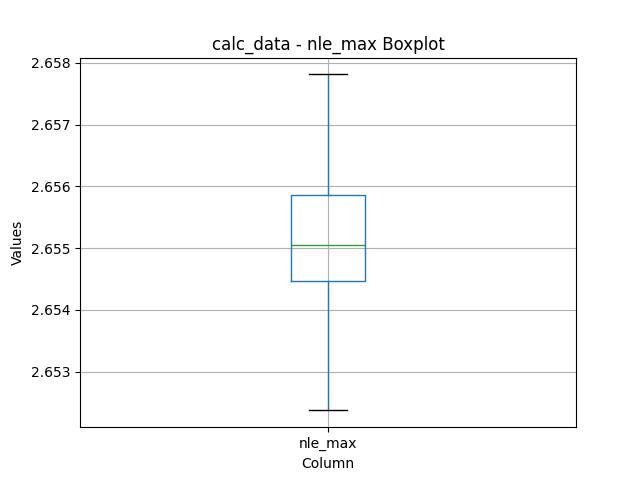 calc_data - nle_max Boxplot
2.658
2.657
2.656
2.655
2.654
2.653
Values
nle_max
Column